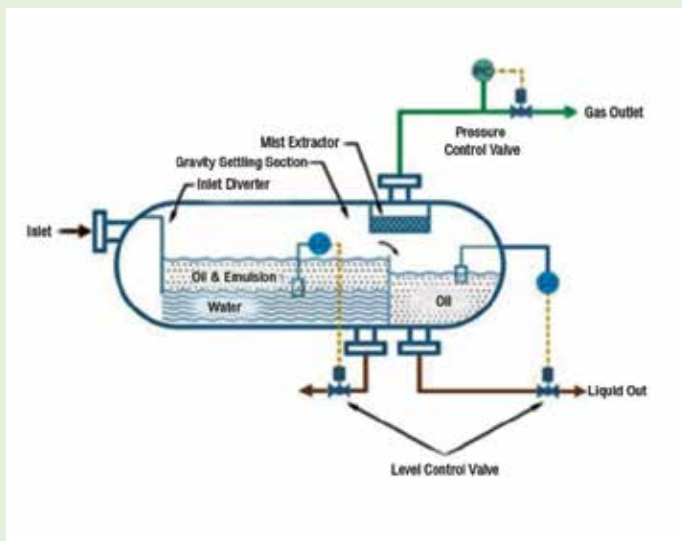 Gas Outlet
Pressure
Control Valve
Mist Extractor
Gravity Settling Section
Inlet Diverter
Inlet
Oil & Emulsion
Water
Oil
Liquid Out
Level Control Valve